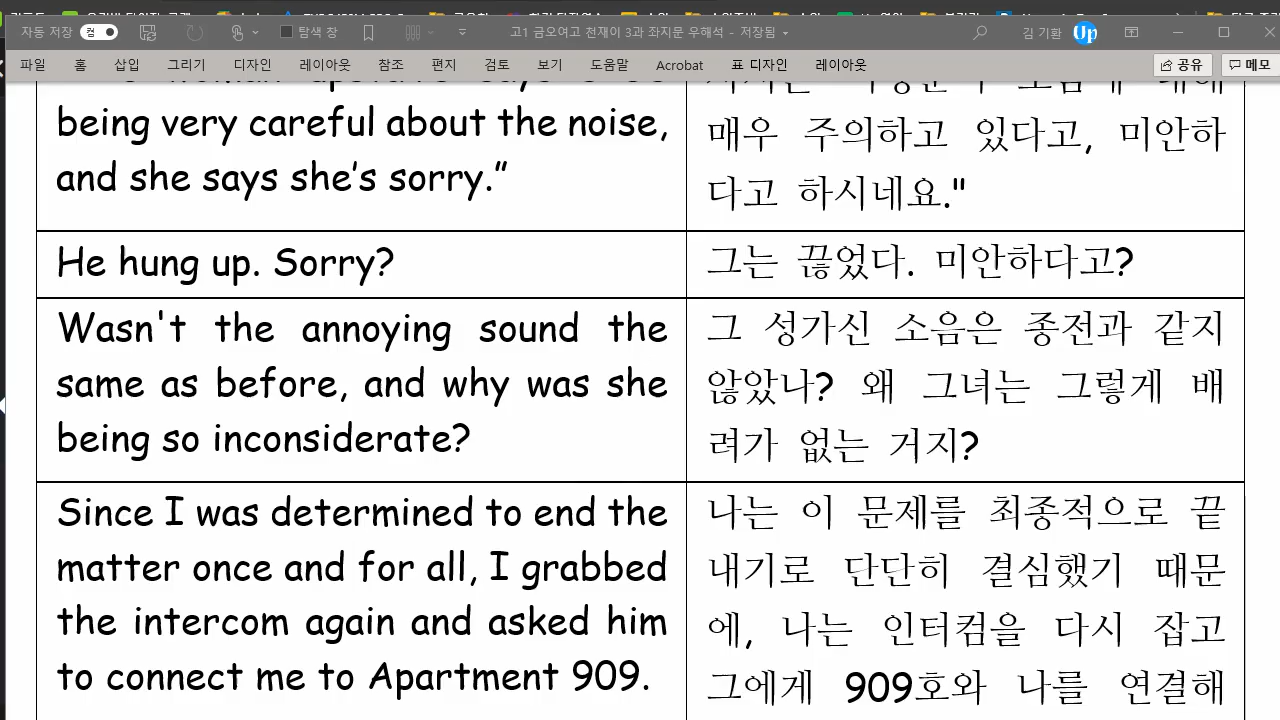 자동 저장 켬 탐색 창 고1 금오여고 천재이 3과 좌지문 우해석 - 저장됨 김 기환 Up
파일 홈 삽입 그리기 디자인 레이아웃 참조 편지 검토 보기 도움말 Acrobat 표 디자인 레이아웃 공유 메모
being very careful about the noise,
and she says she's sorry.”
매우 주의하고 있다고, 미안하
다고 하시네요."
He hung up. Sorry?
그는 끊었다. 미안하다고?
Wasn't the annoying sound the
same as before, and why was she
being so inconsiderate?
그 성가신 소음은 종전과 같지
않았나? 왜 그녀는 그렇게 배
려가 없는 거지?
Since I was determined to end the
matter once and for all, I grabbed
the intercom again and asked him
to connect me to Apartment 909.
나는 이 문제를 최종적으로 끝
내기로 단단히 결심했기 때문
에, 나는 인터컴을 다시 잡고
그에게 909호와 나를 연결해